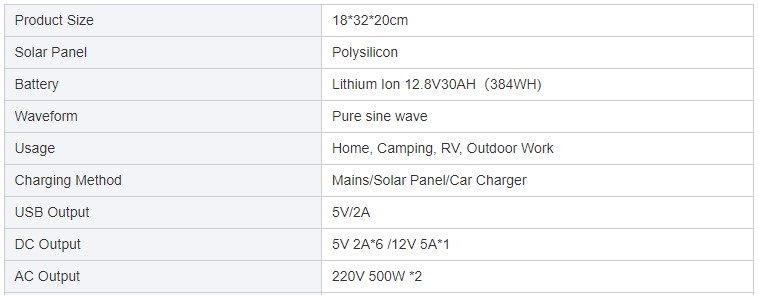 Product Size 18*32*20cm
Solar Panel Polysilicon
Battery Lithium Ion 12.8V30AH（384WH)
Waveform Pure sine wave
Usage Home, Camping, RV, Outdoor Work
Charging Method Mains/Solar Panel/Car Charger
USB Output 5V/2A
DC Output 5V 2A*6 /12V 5A*1
AC Output 220V 500W *2